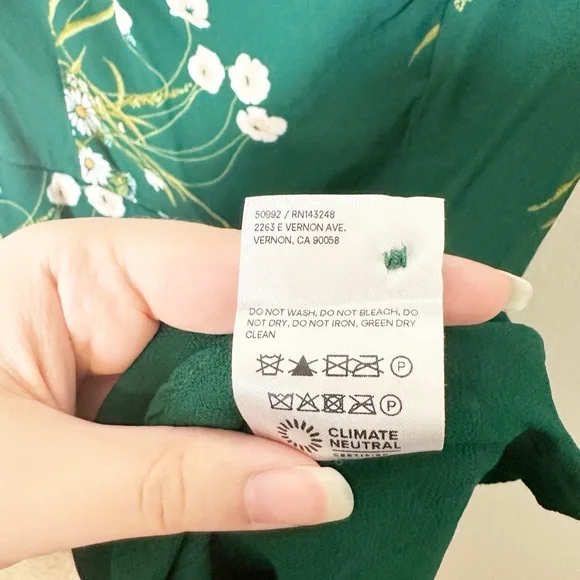 50992 / RN143248
2263 E VERNON AVE.
VERNON, CA 90058
DO NOT WASH, DO NOT BLEACH, DO
NOT DRY, DO NOT IRON, GREEN DRY
CLEAN
P
P
CLIMATE
NEUTRAL
CERTIFIED